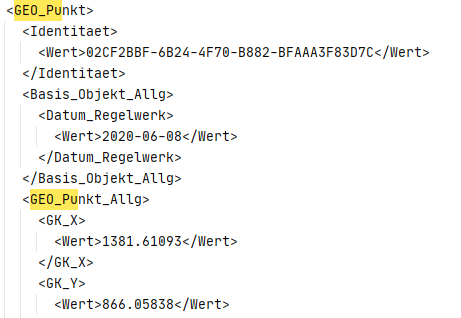 <GEO_Punkt>
<Identitaet>
<Wert>02CF2BBF-6B24-4F70-B882-BFAAA3F83D7C</Wert>
</Identitaet>
<Basis_Objekt_Allg>
<Datum_Regelwerk>
<Wert>2020-06-08</Wert>
</Datum_Regelwerk>
</Basis_Objekt_Allg>
<GEO_Punkt_Allg>
<GK_X>
<Wert>1381.61093</Wert>
</GK_X>
<GK_Y>
<Wert>866.05838</Wert>